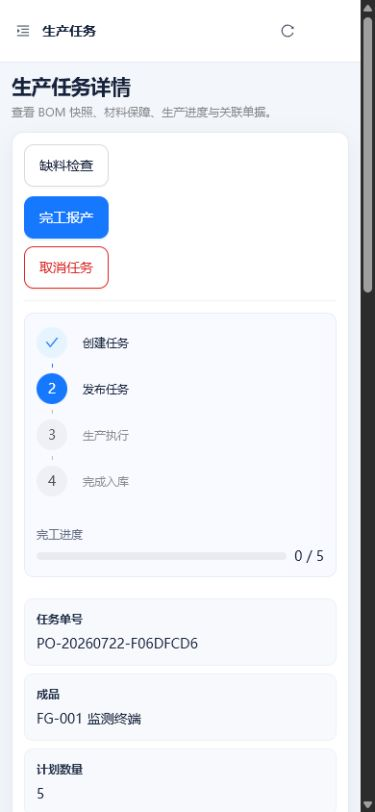 生产任务
生产任务详情
查看 BOM 快照、材料保障、生产进度与关联单据。
缺料检查
完工报产
取消任务
创建任务
2 发布任务
3 生产执行
4 完成入库
完工进度
0 / 5
任务单号
PO-20260722-F06DFCD6
成品
FG-001 监测终端
计划数量
5